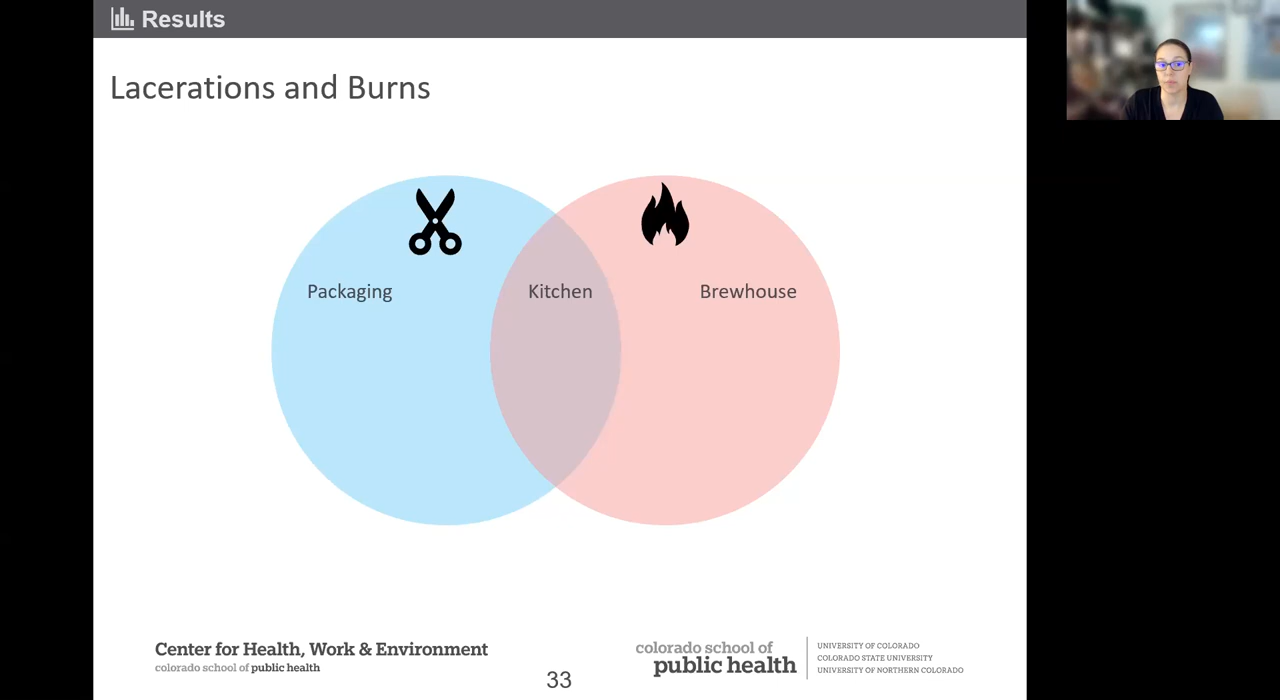 Results
Lacerations and Burns
Packaging
Kitchen
Brewhouse
Center for Health, Work & Environment
colorado school of public health
33
colorado school of
public health
UNIVERSITY OF COLORADO
COLORADO STATE UNIVERSITY
UNIVERSITY OF NORTHERN COLORADO